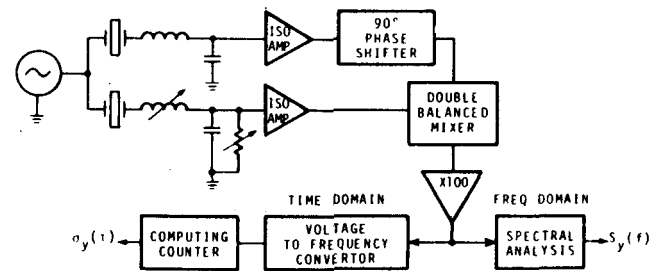 ISO
AMP
90°
PHASE
SHIFTER
ISO
AMP
DOUBLE
BALANCED
MIXER
X100
TIME DOMAIN
FREQ DOMAIN
σy(τ)
COMPUTING
COUNTER
VOLTAGE
TO FREQUENCY
CONVERTOR
SPECTRAL
ANALYSIS
Sy(f)